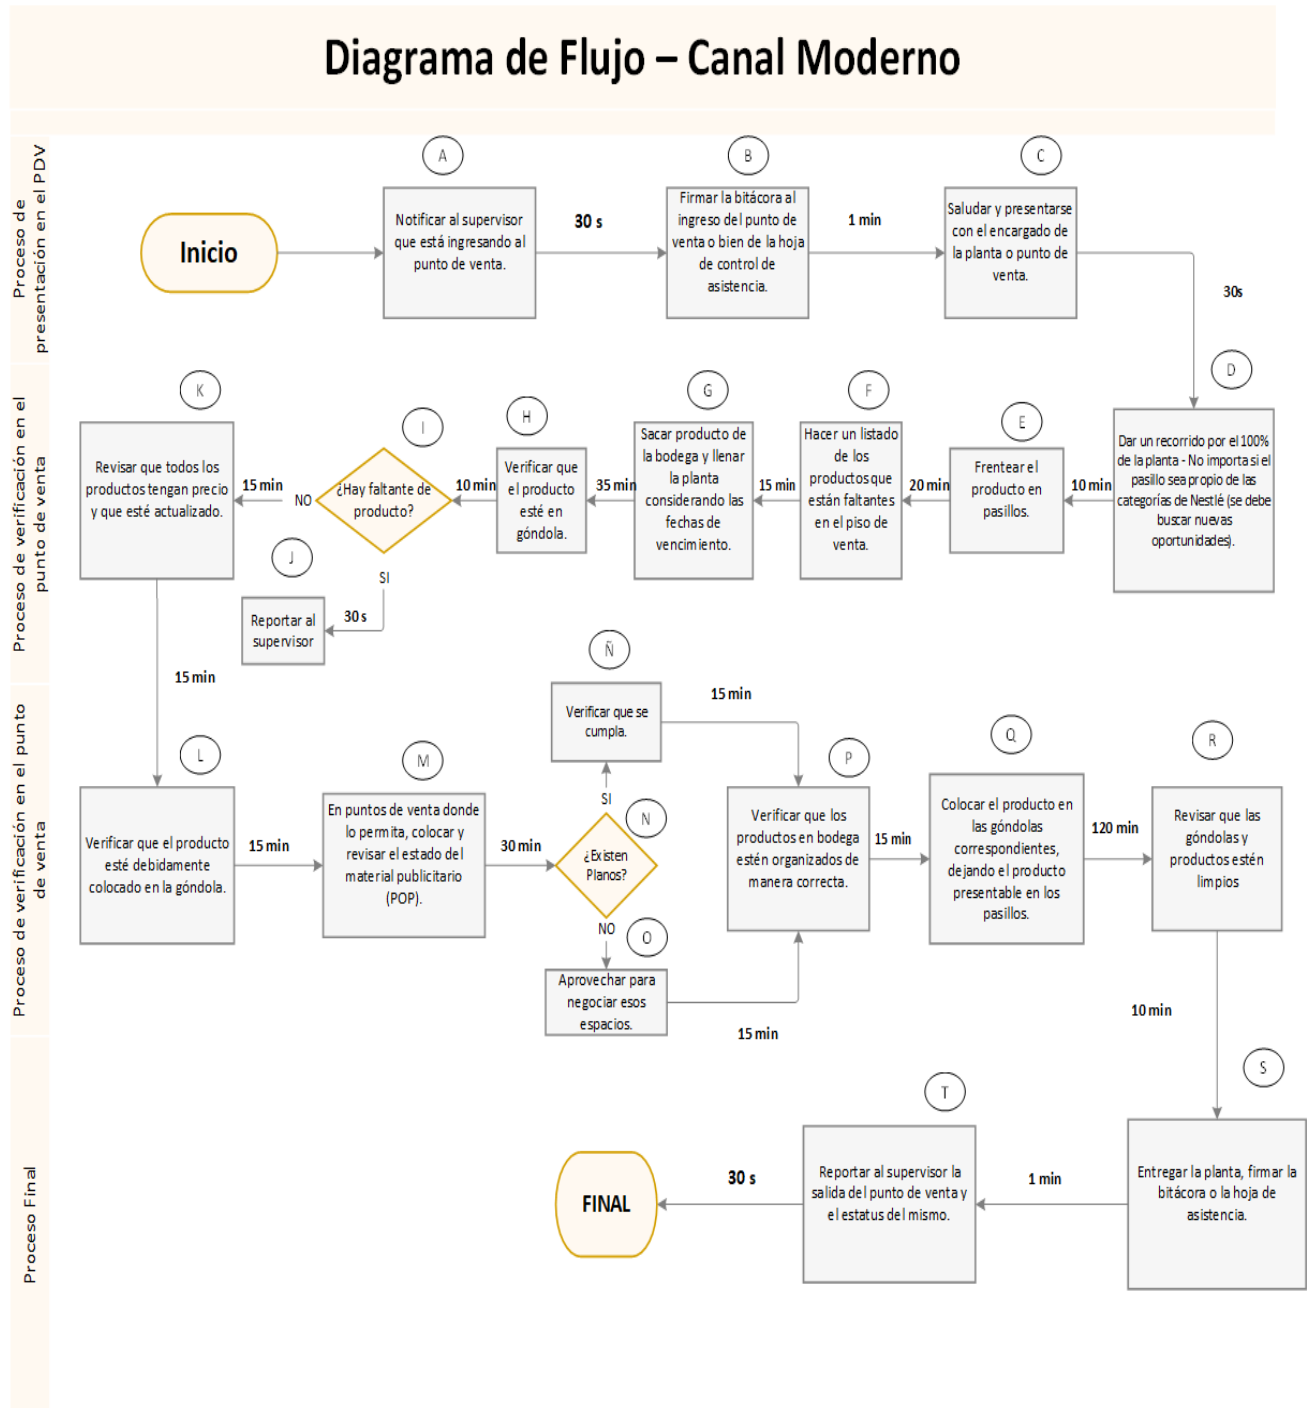 Diagrama de Flujo – Canal Moderno
Proceso de
presentación en el PDV
Inicio
A
Notificar al supervisor
que está ingresando al
punto de venta.
30 s
B
Firmar la bitácora al
ingreso del punto de
venta o bien de la hoja
de control de
asistencia.
1 min
C
Saludar y presentarse
con el encargado de
la planta o punto de
venta.
30s
Proceso de verificación en el
punto de venta
D
Dar un recorrido por el 100%
de la planta - No importa si el
pasillo sea propio de las
categorías de Nestlé (se debe
buscar nuevas
oportunidades).
10 min
E
Frentear el
producto en
pasillos.
20 min
F
Hacer un listado
de los
productos que
están faltantes
en el piso de
venta.
15 min
G
Sacar producto de
la bodega y llenar
la planta
considerando las
fechas de
vencimiento.
35 min
H
Verificar que
el producto
esté en
góndola.
10 min
I
¿Hay faltante de
producto?
NO
15 min
SI
30 s
J
Reportar al
supervisor
K
Revisar que todos los
productos tengan precio
y que esté actualizado.
15 min
Proceso de verificación en el punto
de venta
L
Verificar que el producto
esté debidamente
colocado en la góndola.
15 min
M
En puntos de venta donde
lo permita, colocar y
revisar el estado del
material publicitario
(POP).
30 min
N
¿Existen
Planos?
SI
Ñ
Verificar que se
cumpla.
15 min
NO
O
Aprovechar para
negociar esos
espacios.
15 min
P
Verificar que los
productos en bodega
estén organizados de
manera correcta.
15 min
Q
Colocar el producto en
las góndolas
correspondientes,
dejando el producto
presentable en los
pasillos.
120 min
R
Revisar que las
góndolas y
productos estén
limpios
10 min
Proceso Final
S
Entregar la planta, firmar la
bitácora o la hoja de
asistencia.
1 min
T
Reportar al supervisor la
salida del punto de venta y
el estatus del mismo.
30 s
FINAL